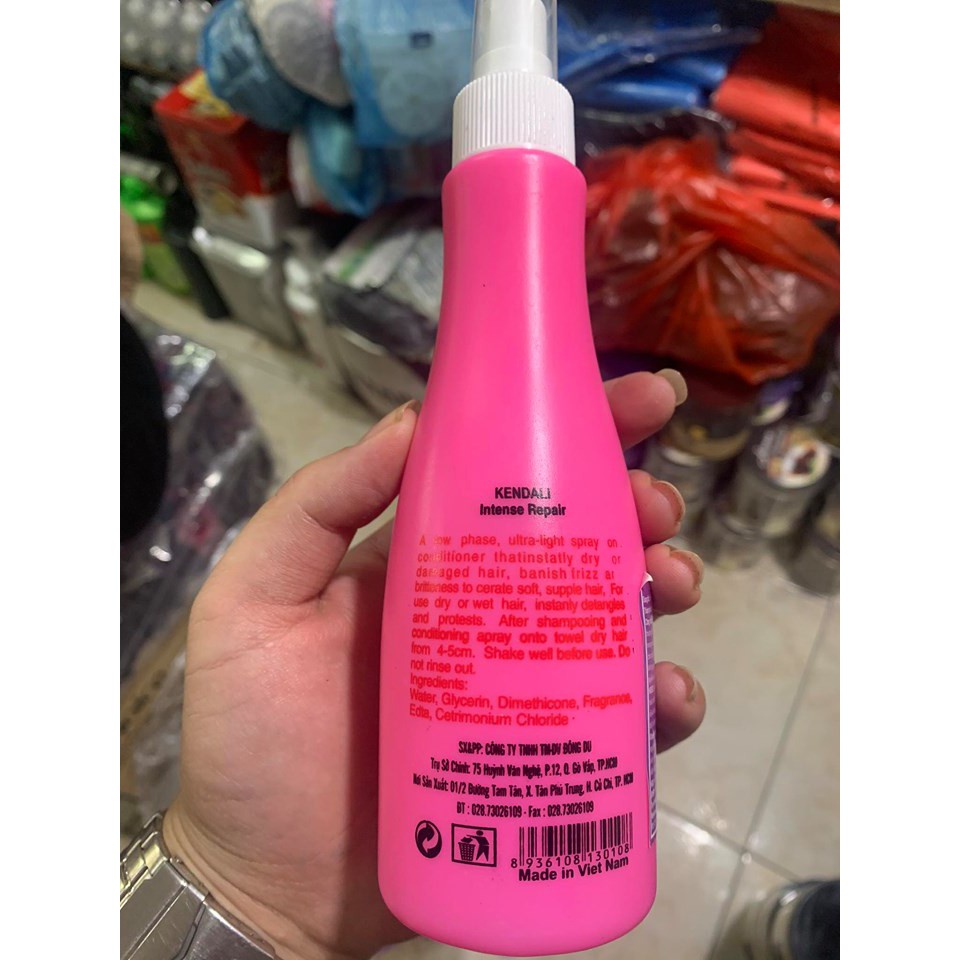 KENDALI
Intense Repair
A low phase, ultra-light spray on
conditioner thatinstatly dry or
damaged hair, banish frizz an
brittaness to cerate soft, supple hair, For
use dry or wet hair, instanly detangles
and protests. After shampooing and
conditioning apray onto towel dry hair
from 4-5cm. Shake well before use. Do
not rinse out.
Ingredients:
Water, Glycerin, Dimethicone, Fragrance,
Edta, Cetrimonium Chloride
SX&PP: CÔNG TY TNHH TM-DV ĐÔNG DU
Trụ Sở Chính: 75 Huỳnh Văn Nghệ, P.12, Q. Gò Vấp, TP.HCM
Nơi Sản Xuất: 01/2 Đường Tam Tân, X. Tân Phú Trung, H. Củ Chi, TP. HCM
ĐT : 028.73026109 - Fax : 028.73026109
8 936108 130108
Made in Viet Nam